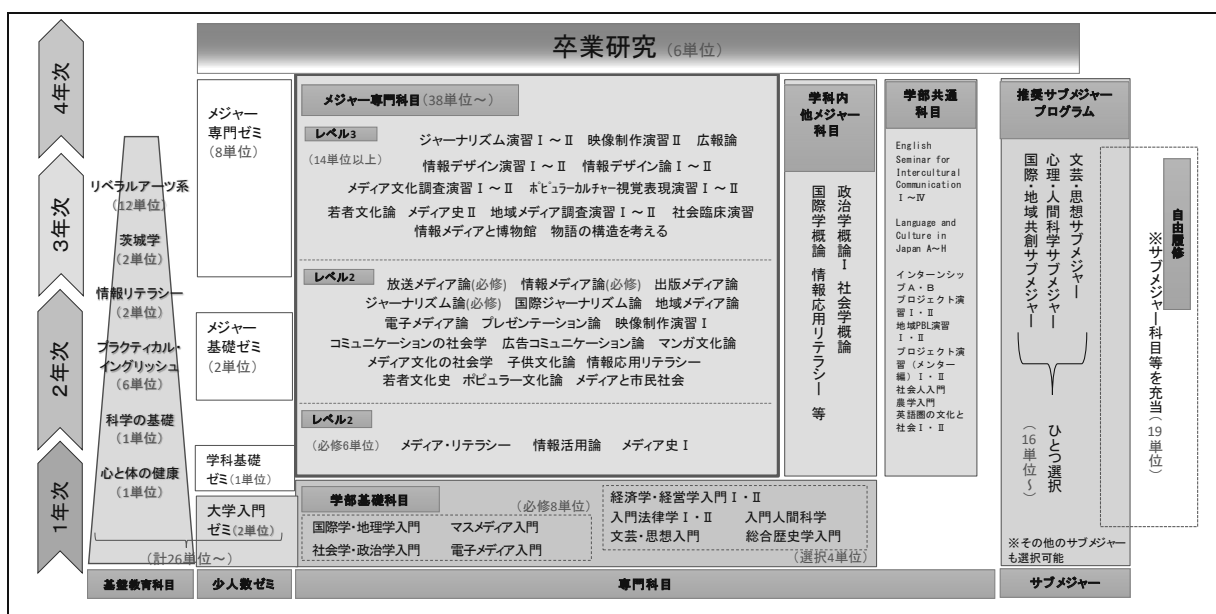 卒業研究(6単位)
4年次
3年次
2年次
1年次
リベラルアーツ系
(12単位)
茨城学
(2単位)
情報リテラシー
(2単位)
プラクティカル・
イングリッシュ
(6単位)
科学の基礎
(1単位)
心と体の健康
(1単位)
(計26単位～)
基盤教育科目
メジャー
専門ゼミ
(8単位)
メジャー
基礎ゼミ
(2単位)
学科基礎
ゼミ(1単位)
大学入門
ゼミ(2単位)
少人数ゼミ
メジャー専門科目(38単位～)
レベル3
(14単位以上)
ジャーナリズム演習Ⅰ～Ⅱ 映像制作演習Ⅱ 広報論
情報デザイン演習Ⅰ～Ⅱ 情報デザイン論Ⅰ～Ⅱ
メディア文化調査演習Ⅰ～Ⅱ ポピュラーカルチャー視覚表現演習Ⅰ～Ⅱ
若者文化論 メディア史Ⅱ 地域メディア調査演習Ⅰ～Ⅱ 社会臨床演習
情報メディアと博物館 物語の構造を考える
レベル2
放送メディア論(必修) 情報メディア論(必修) 出版メディア論
ジャーナリズム論(必修) 国際ジャーナリズム論 地域メディア論
電子メディア論 プレゼンテーション論 映像制作演習Ⅰ
コミュニケーションの社会学 広告コミュニケーション論 マンガ文化論
メディア文化の社会学 子供文化論 情報応用リテラシー
若者文化史 ポピュラー文化論 メディアと市民社会
レベル2
(必修6単位) メディア・リテラシー 情報活用論 メディア史Ⅰ
学部基礎科目
(必修8単位)
国際学・地理学入門 マスメディア入門
社会学・政治学入門 電子メディア入門
経済学・経営学入門Ⅰ・Ⅱ
入門法律学Ⅰ・Ⅱ 入門人間科学
文芸・思想入門 総合歴史学入門
(選択4単位)
専門科目
学科内
他メジャー
科目
政治学概論Ⅰ 社会学概論
国際学概論 情報応用リテラシー 等
学部共通
科目
English
Seminar for
Intercultural
Communication
Ⅰ～Ⅳ
Language and
Culture in
Japan A～H
インターンシッ
プA・B
プロジェクト演
習Ⅰ・Ⅱ
地域PBL演習
Ⅰ・Ⅱ
プロジェクト演
習(メンター
編)Ⅰ・Ⅱ
社会人入門
農学入門
英語圏の文化と
社会Ⅰ・Ⅱ
推奨サブメジャー
プログラム
文芸・思想サブメジャー
心理・人間科学サブメジャー
国際・地域共創サブメジャー
ひとつ選択
(16単位～)
※その他のサブメジャー
も選択可能
サブメジャー
自由履修
※サブメジャー科目等を充当(19単位)